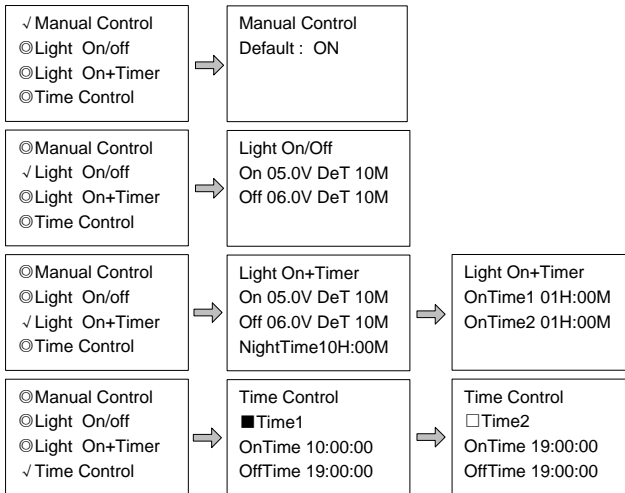 √Manual Control
◎Light On/off
◎Light On+Timer
◎Time Control
Manual Control
Default : ON
◎Manual Control
√Light On/off
◎Light On+Timer
◎Time Control
Light On/Off
On 05.0V DeT 10M
Off 06.0V DeT 10M
◎Manual Control
◎Light On/off
√Light On+Timer
◎Time Control
Light On+Timer
On 05.0V DeT 10M
Off 06.0V DeT 10M
NightTime10H:00M
Light On+Timer
OnTime1 01H:00M
OnTime2 01H:00M
◎Manual Control
◎Light On/off
◎Light On+Timer
√Time Control
Time Control
■Time1
OnTime 10:00:00
OffTime 19:00:00
Time Control
□Time2
OnTime 19:00:00
OffTime 19:00:00